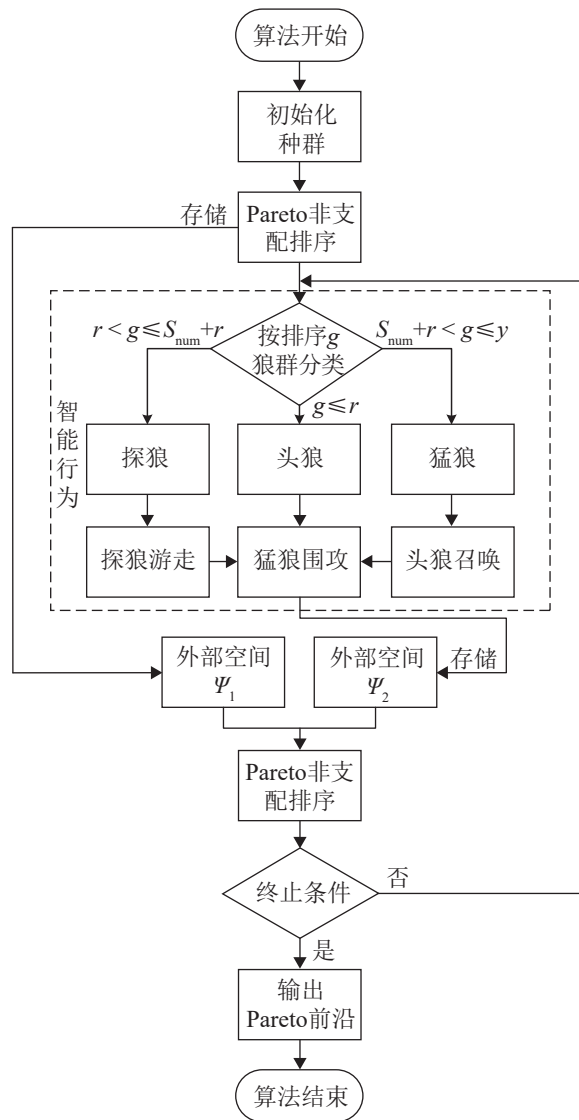 算法开始
初始化
种群
存储
Pareto非支
配排序
r < g ≤ S_num+r
S_num+r < g ≤ y
按排序g
狼群分类
g ≤ r
智能行为
探狼
头狼
猛狼
探狼游走
猛狼围攻
头狼召唤
外部空间
Ψ_1
外部空间
Ψ_2
存储
Pareto非支
配排序
终止条件
否
是
输出
Pareto前沿
算法结束